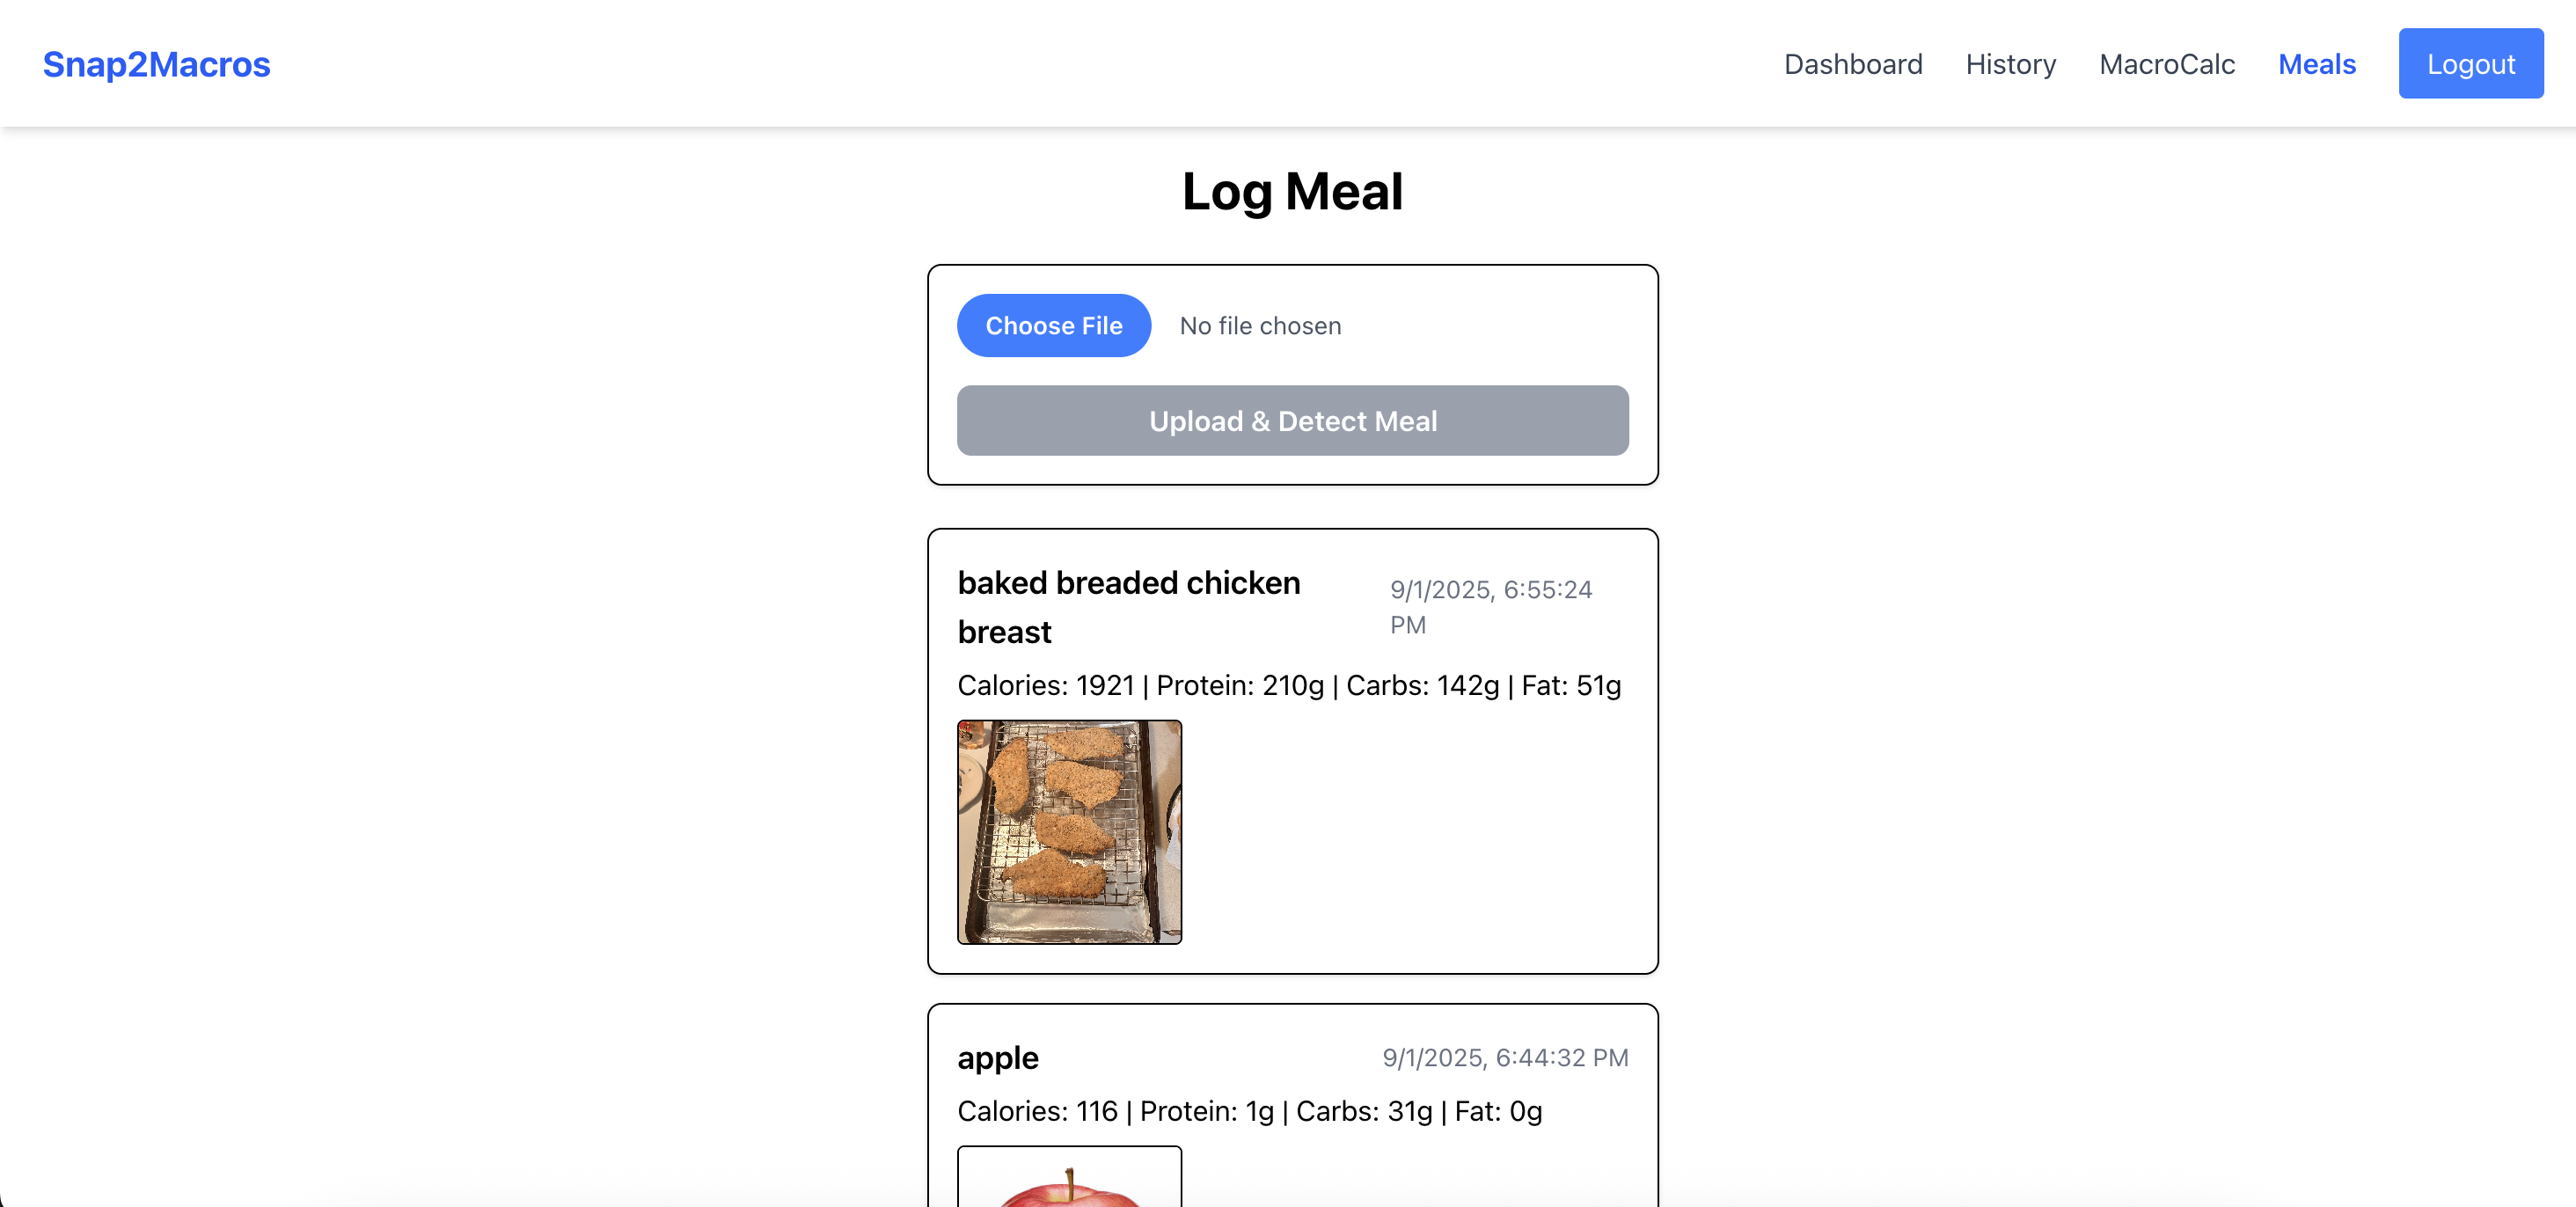 Snap2Macros
Dashboard History MacroCalc Meals Logout
Log Meal
Choose File No file chosen
Upload & Detect Meal
baked breaded chicken
breast
9/1/2025, 6:55:24
PM
Calories: 1921 | Protein: 210g | Carbs: 142g | Fat: 51g
apple
9/1/2025, 6:44:32 PM
Calories: 116 | Protein: 1g | Carbs: 31g | Fat: 0g